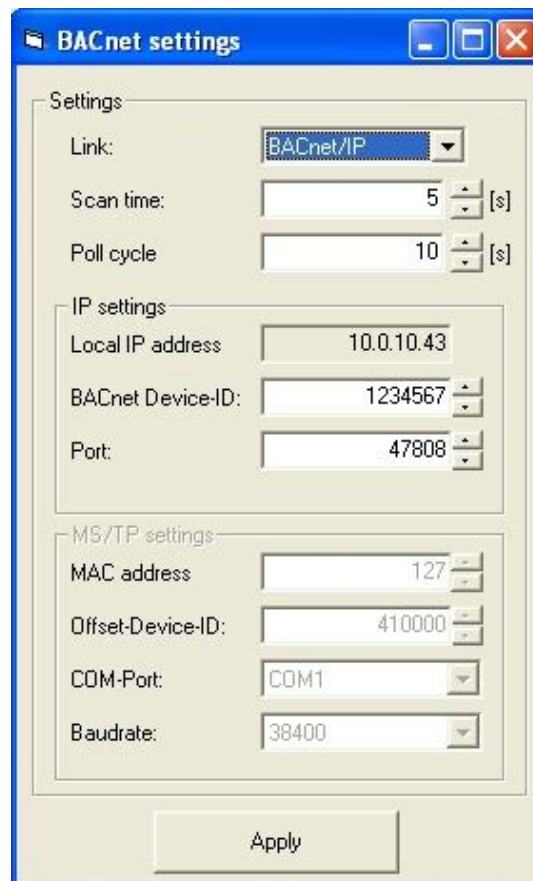 BACnet settings
Settings
Link: BACnet/IP
Scan time: 5 [s]
Poll cycle 10 [s]
IP settings
Local IP address 10.0.10.43
BACnet Device-ID: 1234567
Port: 47808
MS/TP settings
MAC address 127
Offset-Device-ID: 410000
COM-Port: COM1
Baudrate: 38400
Apply